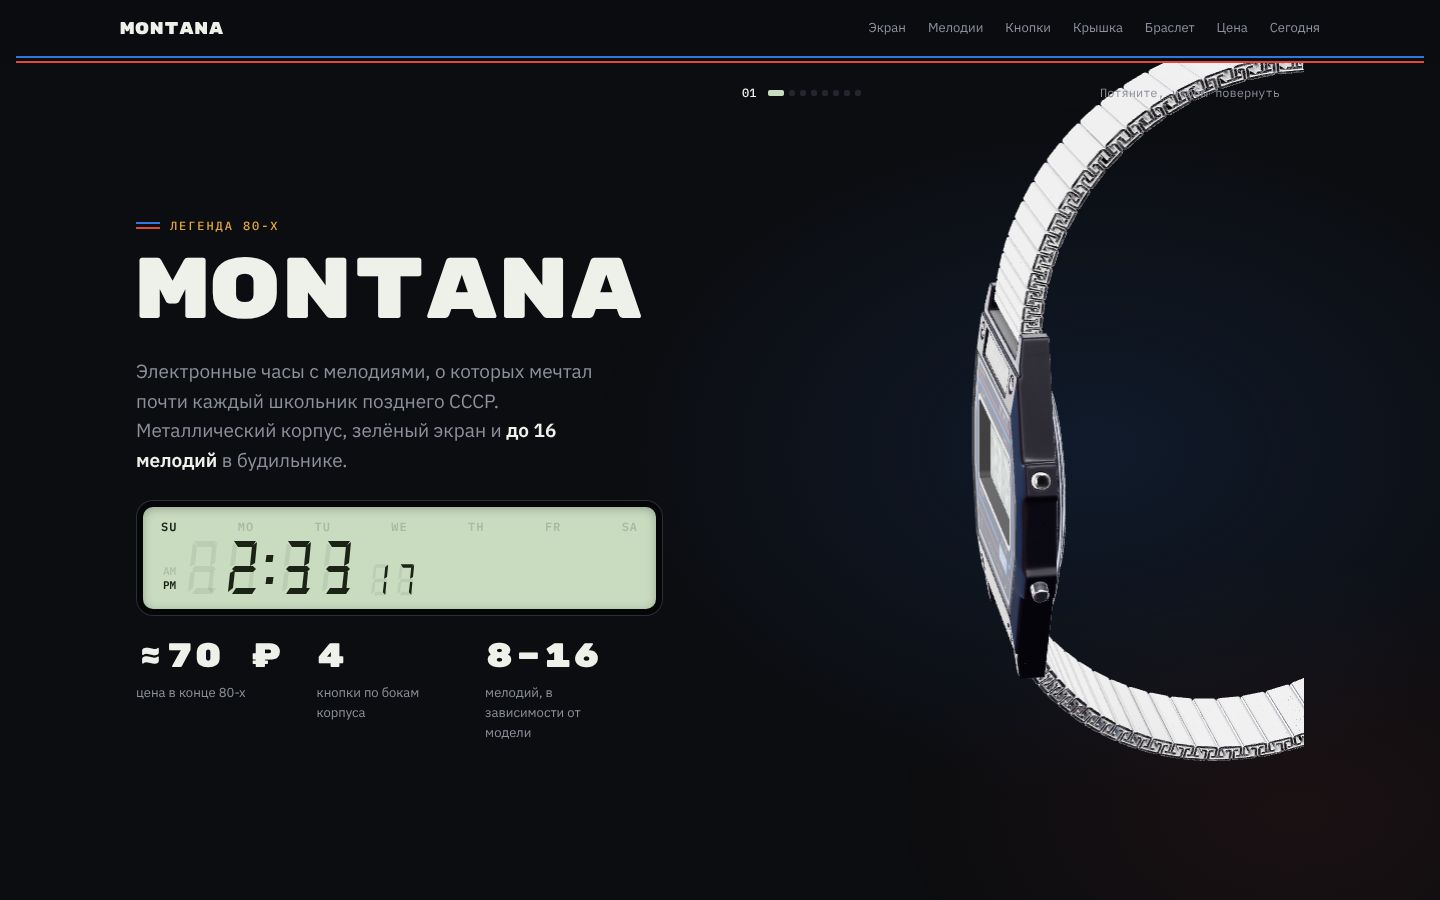 MONTANA
Экран Мелодии Кнопки Крышка Браслет Цена Сегодня
01
Потяните, повернуть
ЛЕГЕНДА 80-Х
MONTANA
Электронные часы с мелодиями, о которых мечтал
почти каждый школьник позднего СССР.
Металлический корпус, зелёный экран и до 16
мелодий в будильнике.
SU MO TU WE TH FR SA
AM
PM
2:33 17
≈70 ₽
цена в конце 80-х
4
кнопки по бокам
корпуса
8–16
мелодий, в
зависимости от
модели